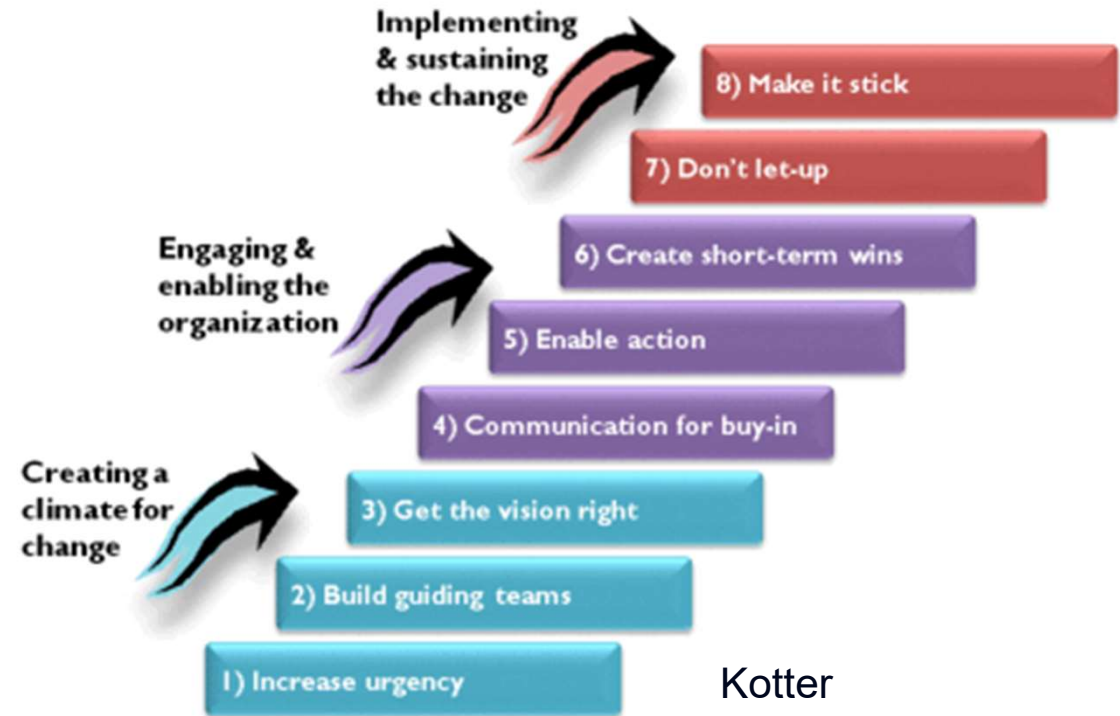 Implementing
& sustaining
the change
8) Make it stick
7) Don't let-up
Engaging &
enabling the
organization
6) Create short-term wins
5) Enable action
4) Communication for buy-in
Creating a
climate for
change
3) Get the vision right
2) Build guiding teams
1) Increase urgency
Kotter